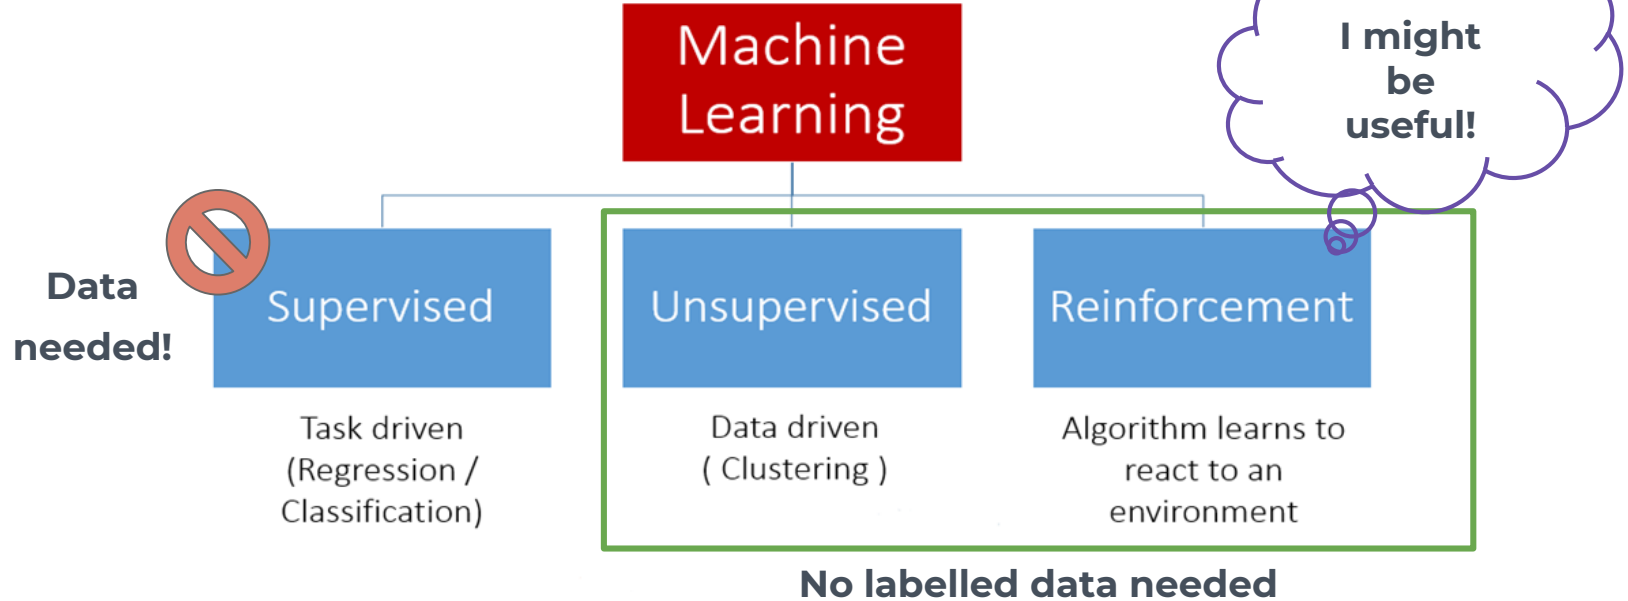 Machine
Learning
I might
be
useful!
Data
needed!
Supervised
Unsupervised
Reinforcement
Task driven
(Regression /
Classification)
Data driven
( Clustering )
Algorithm learns to
react to an
environment
No labelled data needed